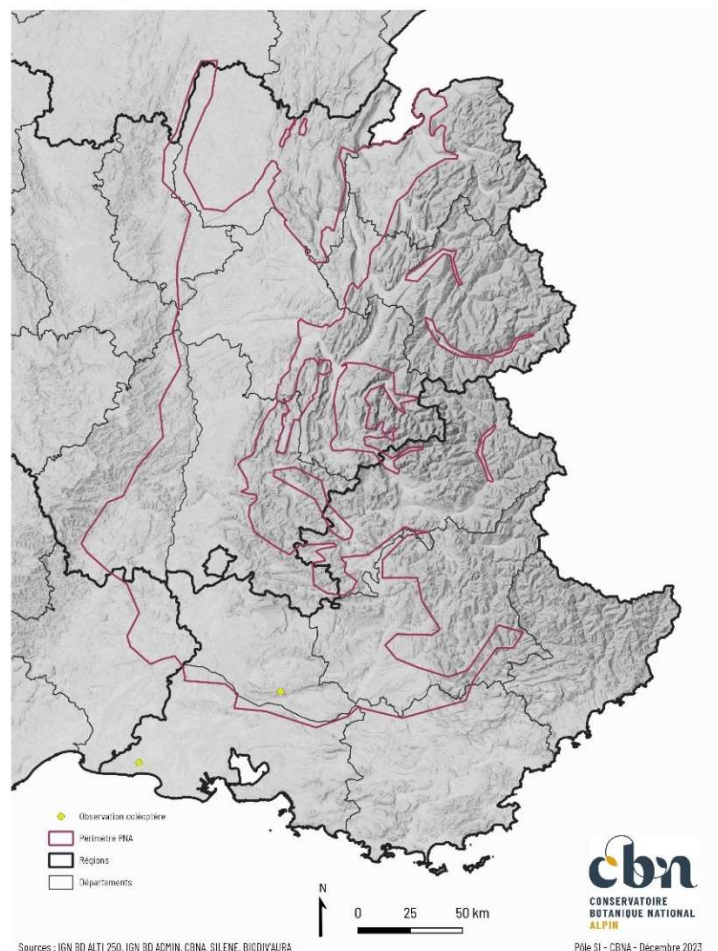 Observation coléoptère
Périmètre PNA
Régions
Départements
N
0 25 50 km
cbn
CONSERVATOIRE
BOTANIQUE NATIONAL
ALPIN
Sources : IGN BD ALTI 250, IGN BD ADMIN, CBNA, SILENE, BIODIV'AURA
Pôle SI - CBNA - Décembre 2023